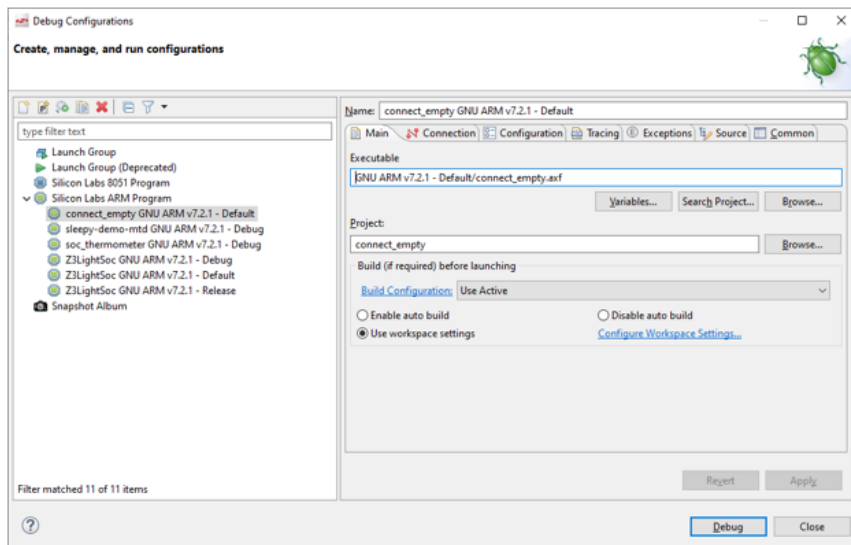 Debug Configurations
Create, manage, and run configurations
type filter text
Launch Group
Launch Group (Deprecated)
Silicon Labs 8051 Program
Silicon Labs ARM Program
connect_empty GNU ARM v7.2.1 - Default
sleepy-demo-mtd GNU ARM v7.2.1 - Debug
soc_thermometer GNU ARM v7.2.1 - Debug
Z3LightSoc GNU ARM v7.2.1 - Debug
Z3LightSoc GNU ARM v7.2.1 - Default
Z3LightSoc GNU ARM v7.2.1 - Release
Snapshot Album
Filter matched 11 of 11 items
Name: connect_empty GNU ARM v7.2.1 - Default
Main Connection Configuration Tracing Exceptions Source Common
Executable
GNU ARM v7.2.1 - Default/connect_empty.axf
Variables... Search Project... Browse...
Project:
connect_empty Browse...
Build (if required) before launching
Build Configuration: Use Active
Enable auto build Disable auto build
Use workspace settings Configure Workspace Settings...
Revert Apply
? Debug Close